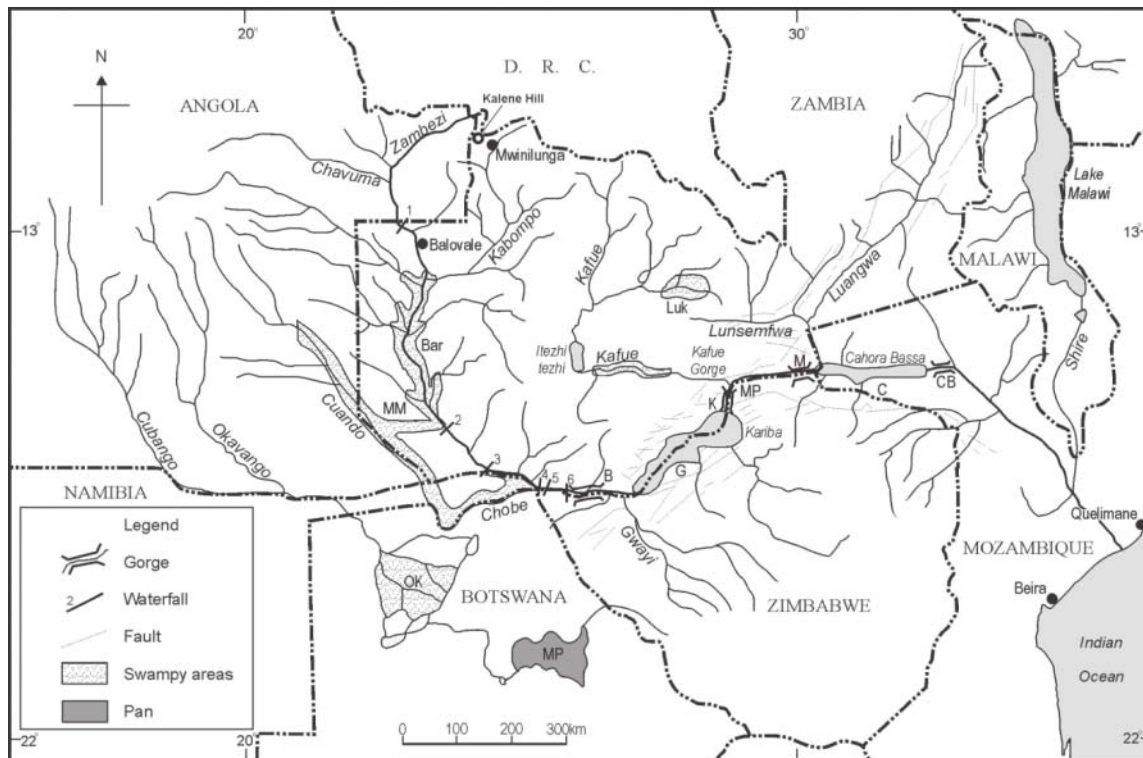 20°
30°
N
D. R. C.
ANGOLA
ZAMBIA
Kalene Hill
Zambezi
Mwinilunga
Chavuma
Lake
Malawi
13°
1
13°
Balovale
Kabompo
Kafue
Luangwa
MALAWI
Luk
Bar
Lunsemfwa
Itezhi
tezhi
Kafue
Kafue
Gorge
M
Cahora Bassa
Shire
CB
MP
C
K
MM
Cuando
2
Kariba
Cubango
Okavango
3
G
4
5
6
B
NAMIBIA
Chobe
Gwayi
Quelimane
MOZAMBIQUE
Legend
Gorge
2
Waterfall
Fault
Swampy areas
Pan
OK
BOTSWANA
ZIMBABWE
Beira
MP
Indian
Ocean
0
100
200
300km
22°
20°
30°
22°